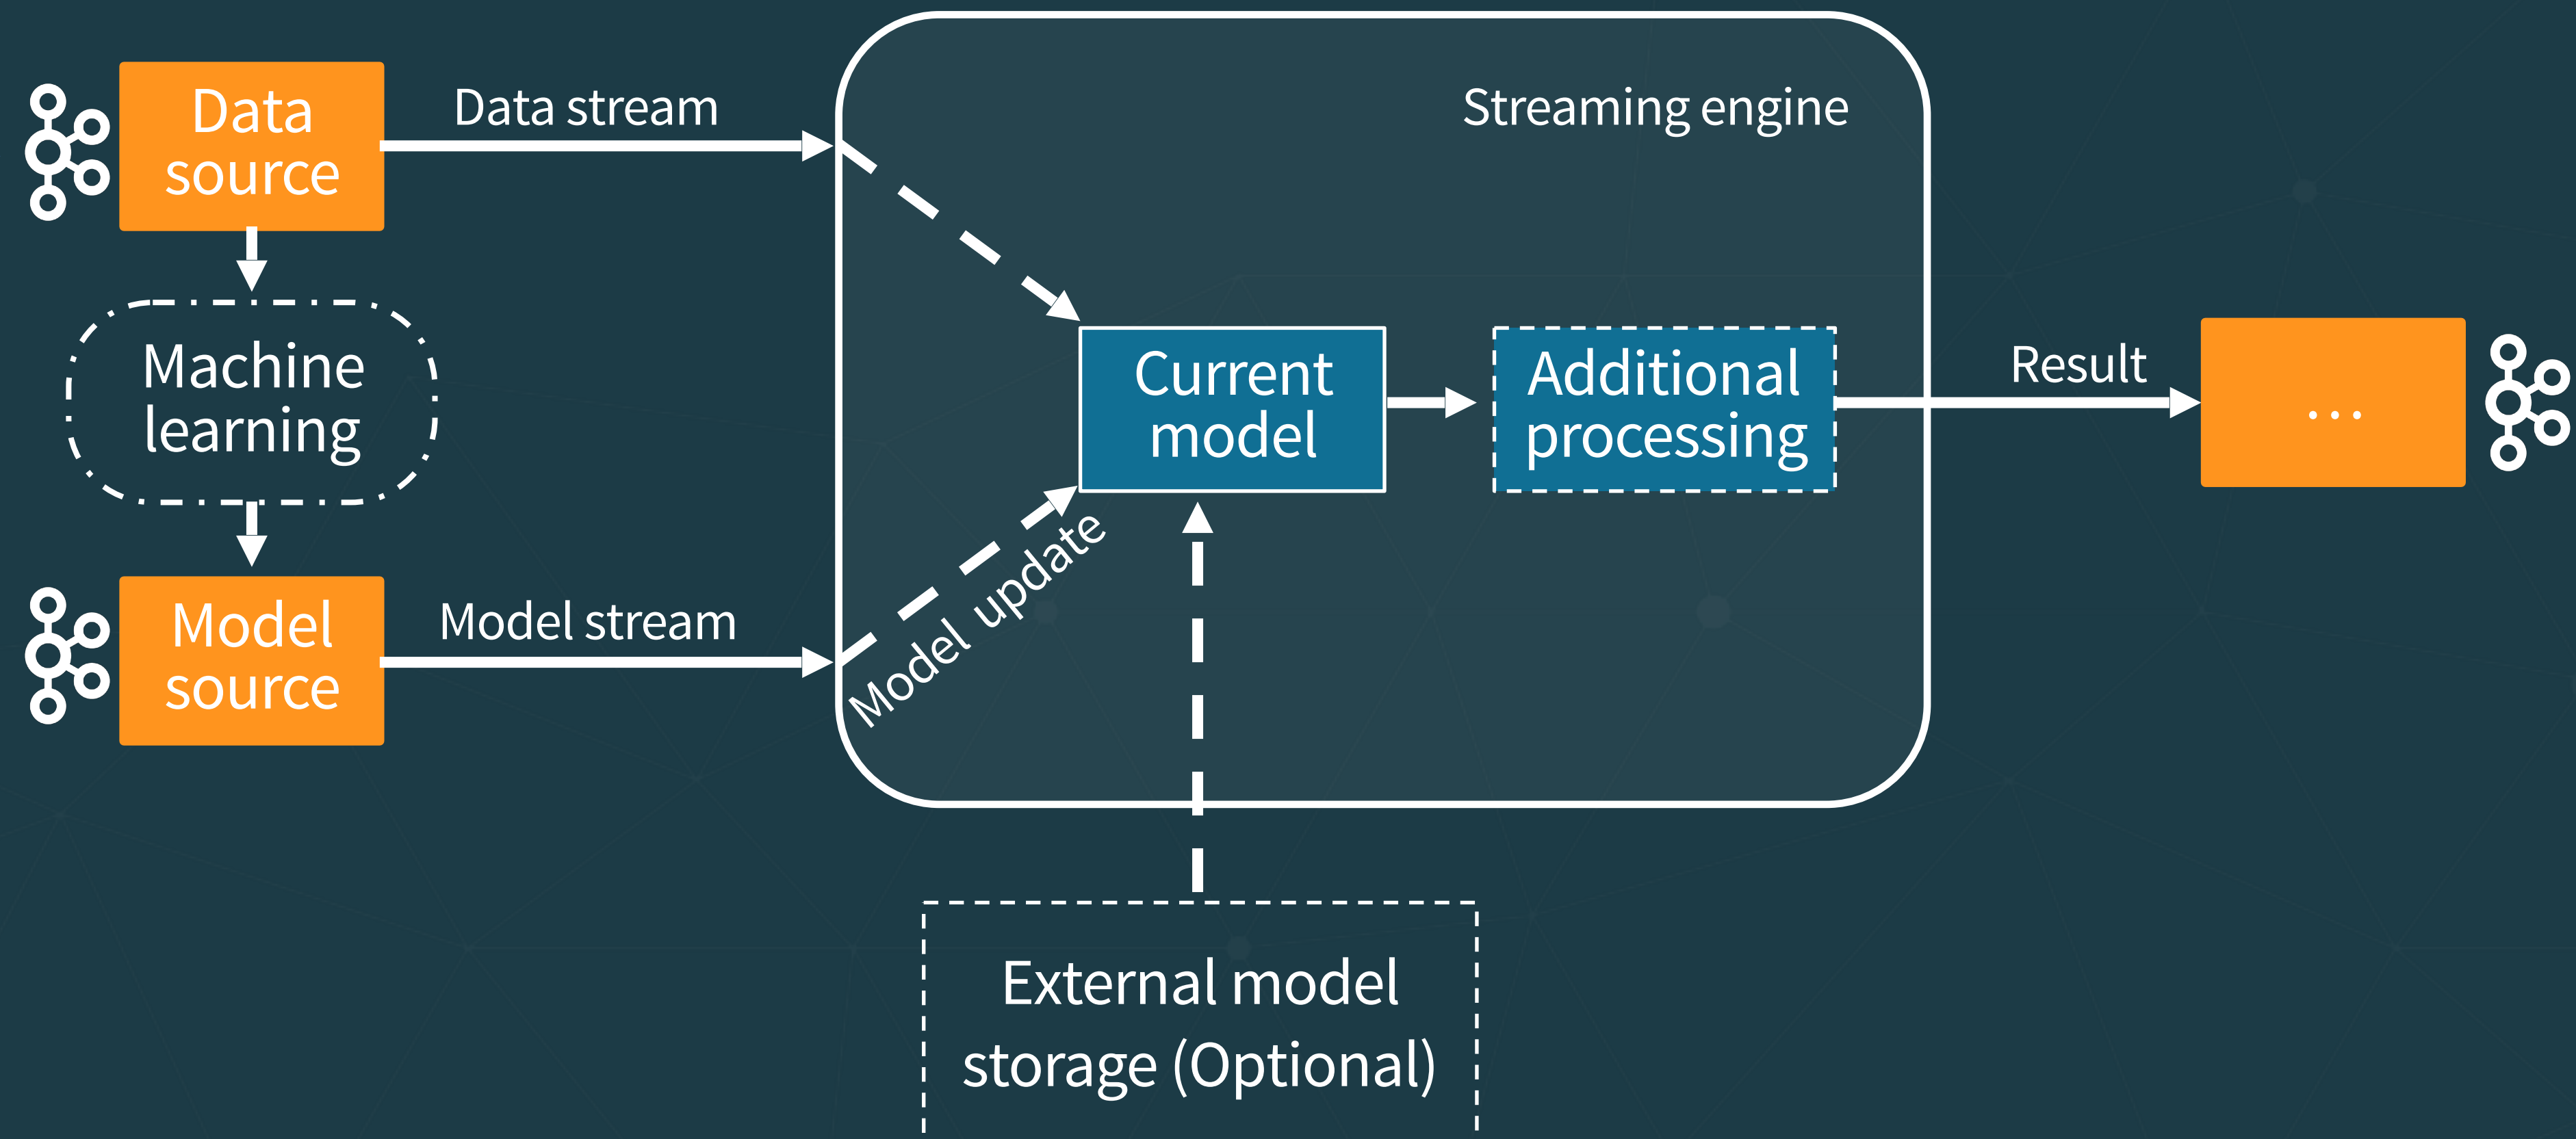 Data
source
Data stream
Streaming engine
Machine
learning
Current
model
Additional
processing
Result
...
Model update
Model
source
Model stream
External model
storage (Optional)